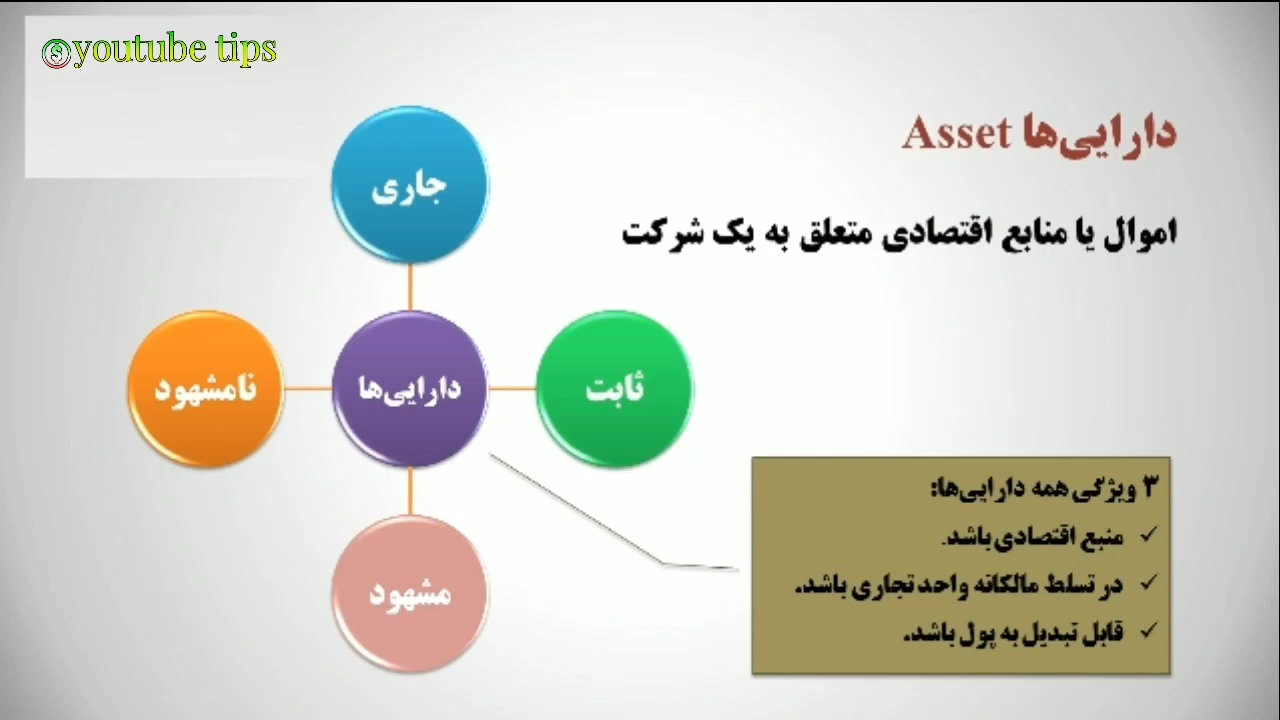 youtube tips
دارایی‌ها Asset
اموال یا منابع اقتصادی متعلق به یک شرکت
جاری
نامشهود
دارایی‌ها
ثابت
مشهود
۳ ویژگی همه دارایی‌ها:
✓ منبع اقتصادی باشد.
✓ در تسلط مالکانه واحد تجاری باشد.
✓ قابل تبدیل به پول باشد.